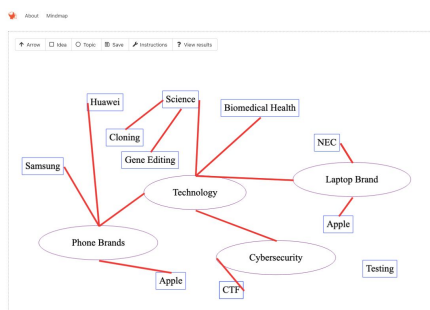 About Mindmap
Arrow Idea Topic Save Instructions ? View results
Huawei
Science
Biomedical Health
Cloning
NEC
Gene Editing
Samsung
Technology
Laptop Brand
Apple
Phone Brands
Cybersecurity
Testing
Apple
CTF